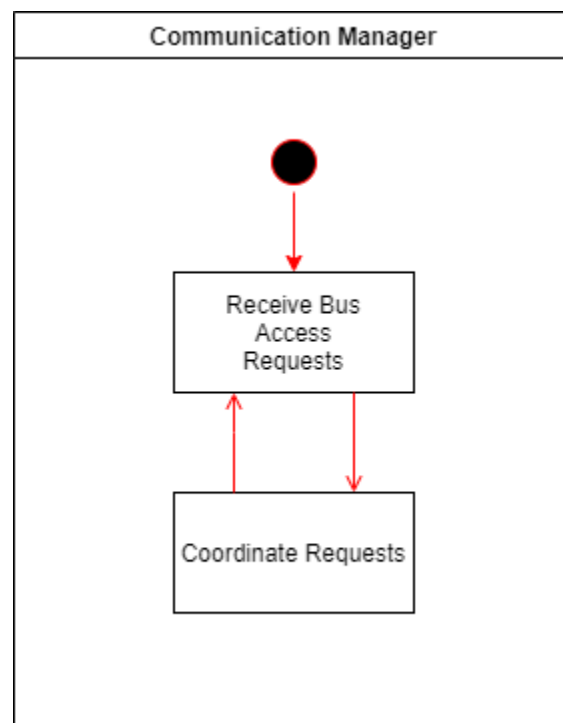 Communication Manager
Receive Bus
Access
Requests
Coordinate Requests